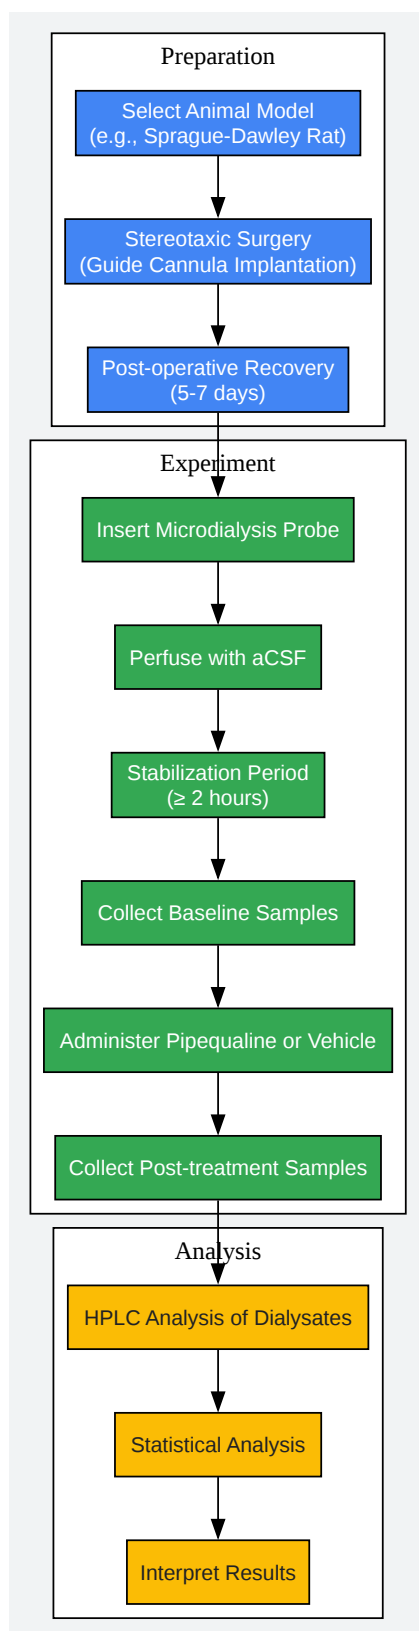 Preparation
Select Animal Model
(e.g., Sprague-Dawley Rat)
Stereotaxic Surgery
(Guide Cannula Implantation)
Post-operative Recovery
(5-7 days)
Experiment
Insert Microdialysis Probe
Perfuse with aCSF
Stabilization Period
(≥ 2 hours)
Collect Baseline Samples
Administer Pipequaline or Vehicle
Collect Post-treatment Samples
Analysis
HPLC Analysis of Dialysates
Statistical Analysis
Interpret Results